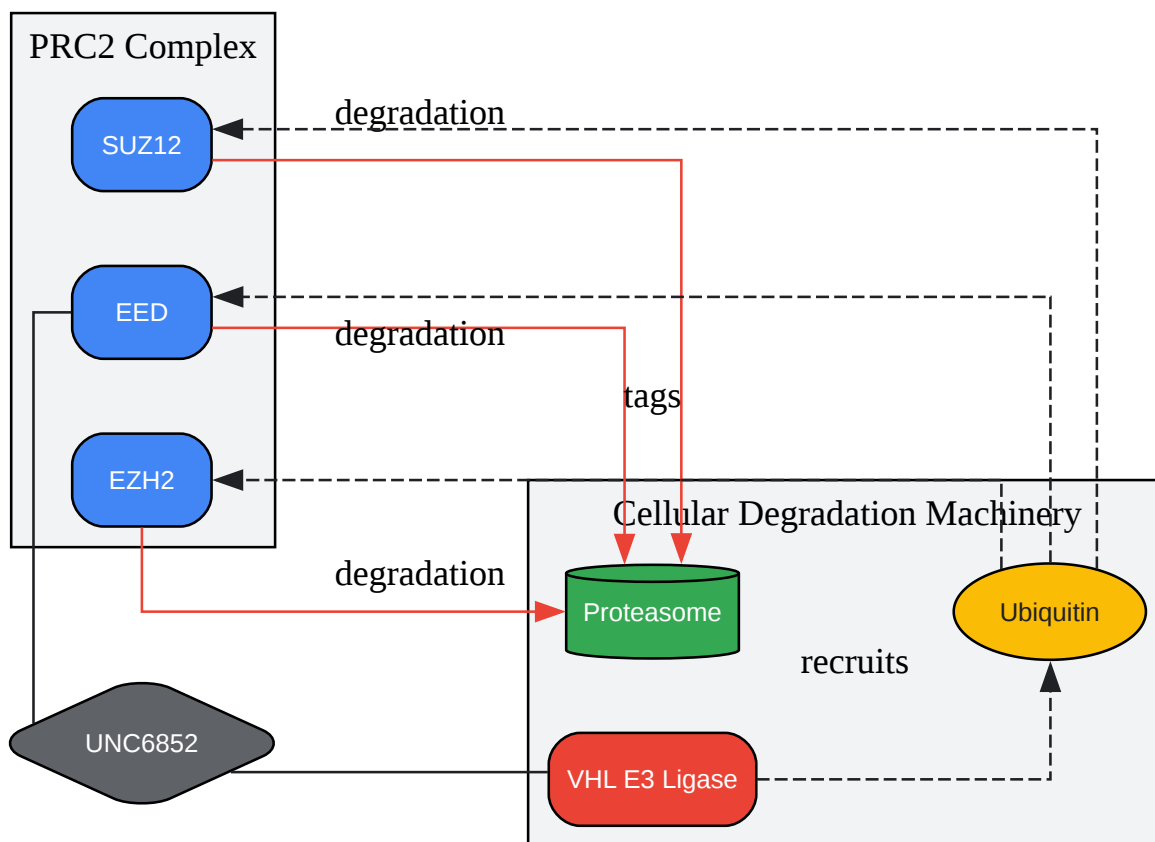 PRC2 Complex
degradation
SUZ12
EED
degradation
tags
EZH2
Cellular Degradation Machinery
degradation
Proteasome
Ubiquitin
recruits
UNC6852
VHL E3 Ligase